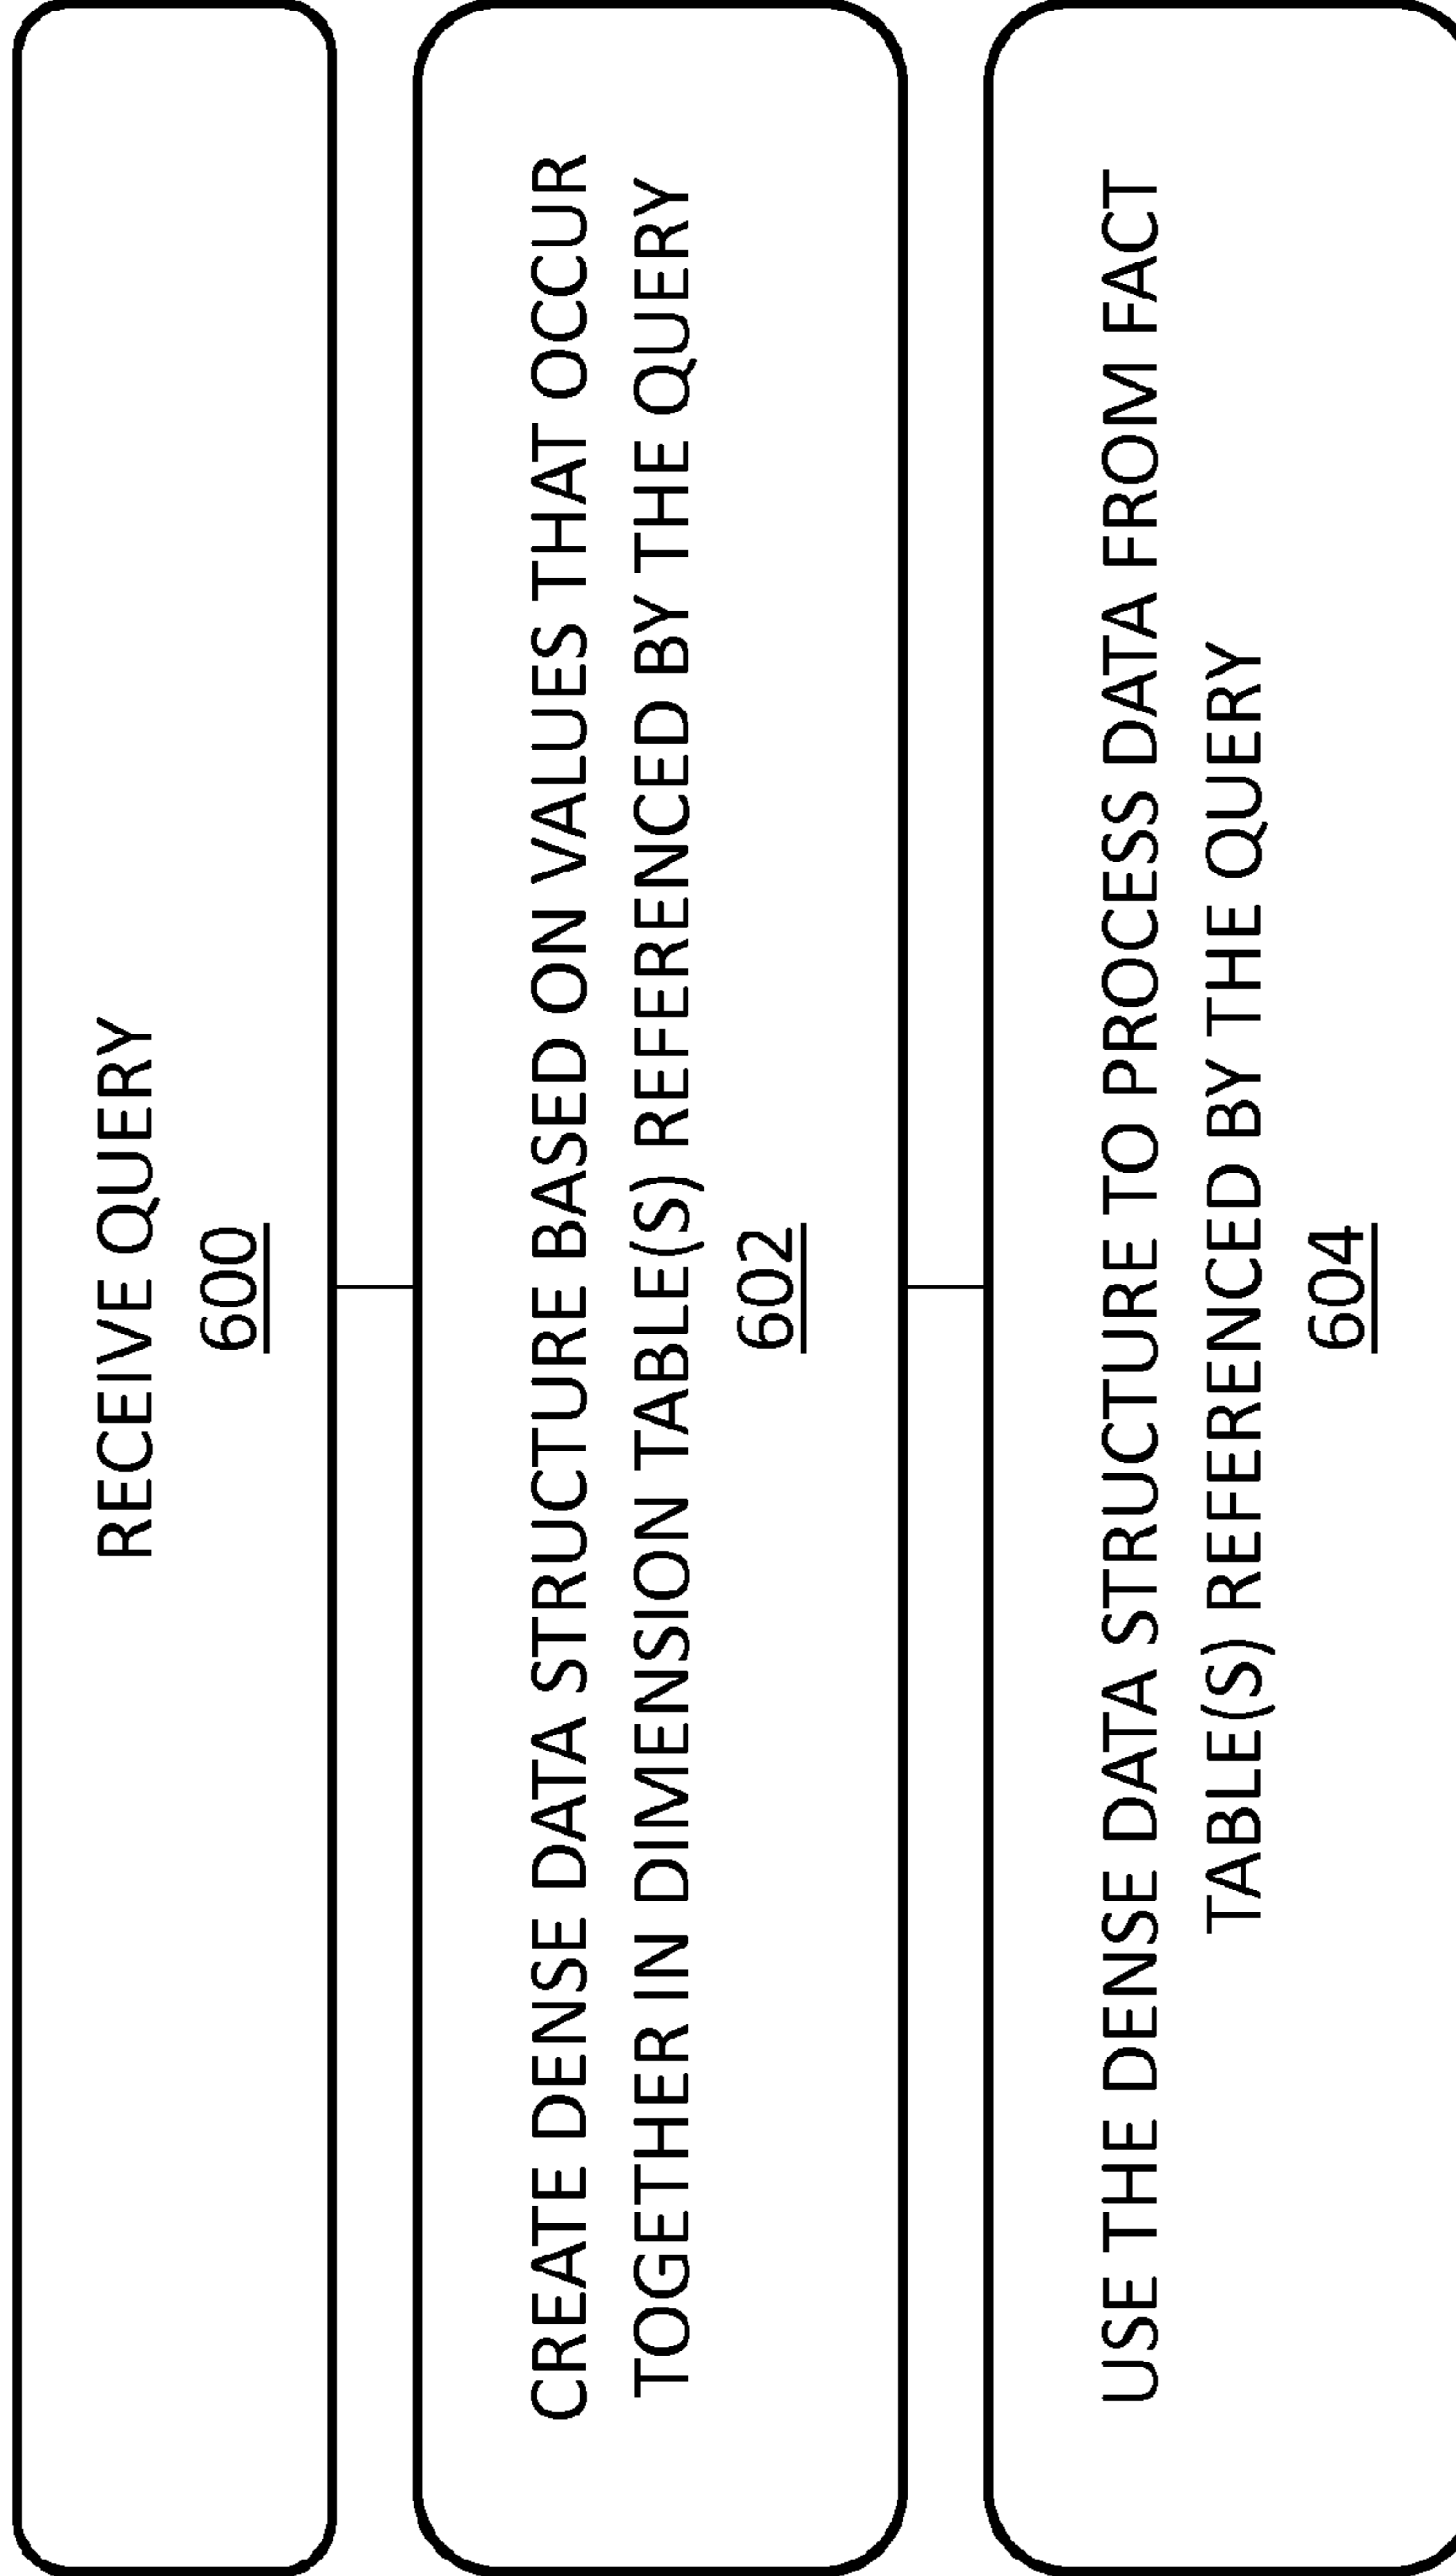 RECEIVE QUERY
600
CREATE DENSE DATA STRUCTURE BASED ON VALUES THAT OCCUR
TOGETHER IN DIMENSION TABLE(S) REFERENCED BY THE QUERY
602
USE THE DENSE DATA STRUCTURE TO PROCESS DATA FROM FACT
TABLE(S) REFERENCED BY THE QUERY
604